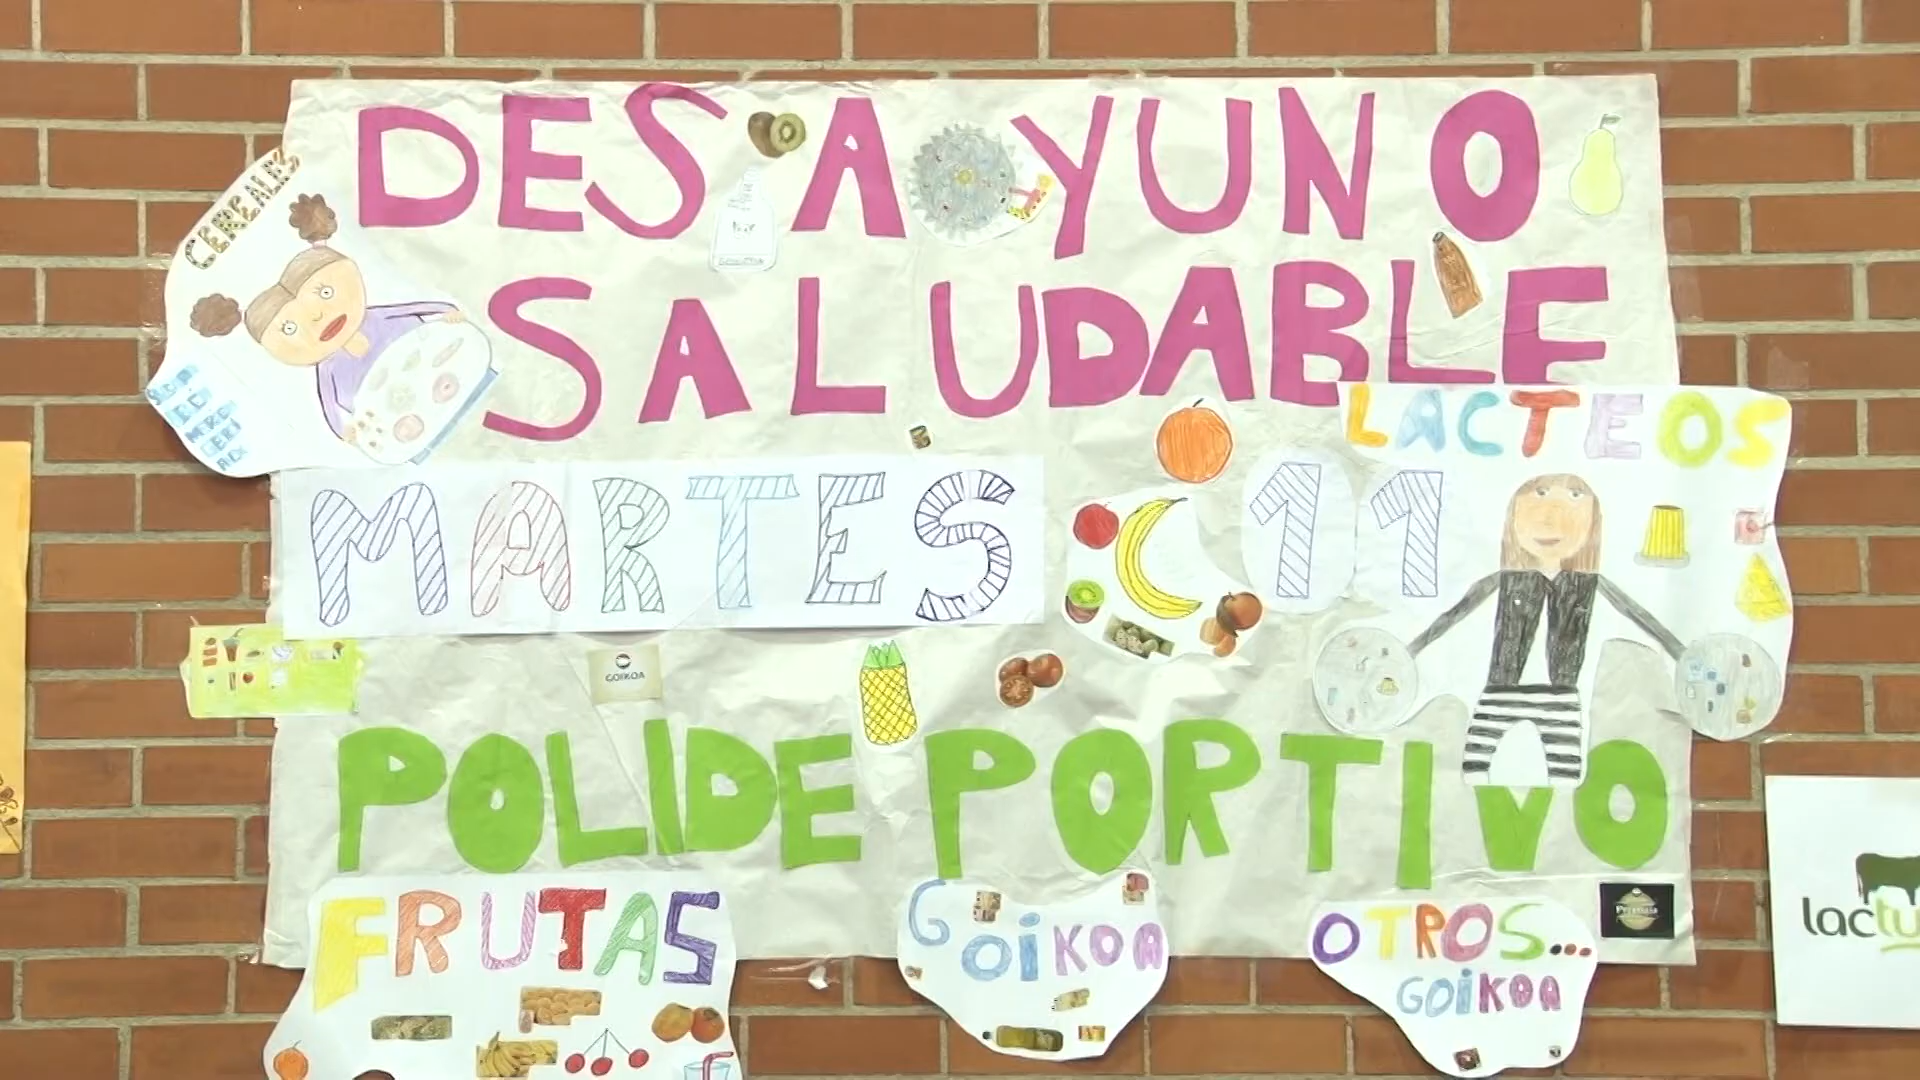 DESAYUNO
CEREALES
SALUDABLE
LACTEOS
MARTES 11
GOIKOA
POLIDEPORTIVO
FRUTAS
GOIKOA
OTROS...
GOIKOA
lactu